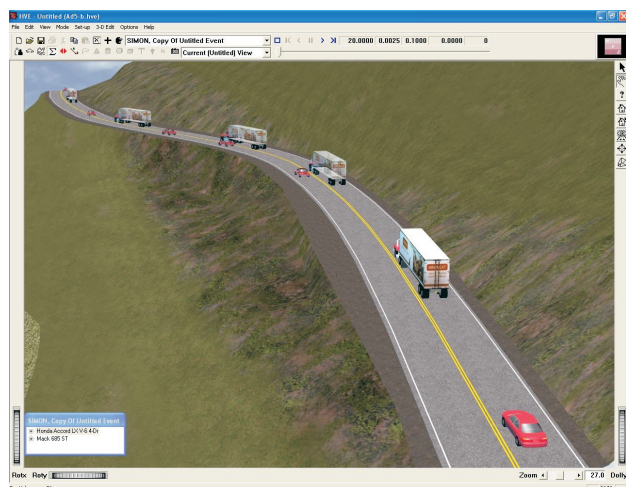 HVE - Untitled (Ad5-b.hve)
File Edit View Mode Set-up 3-D Edit Options Help
SIMON, Copy Of Untitled Event
20.0000 0.0025 0.1000 0.0000 0
Current (Untitled) View
SIMON, Copy Of Untitled Event
Honda Accord LX V-6 4-Dr
Mack 685 ST
Rotx Roty
Zoom
27.0 Dolly